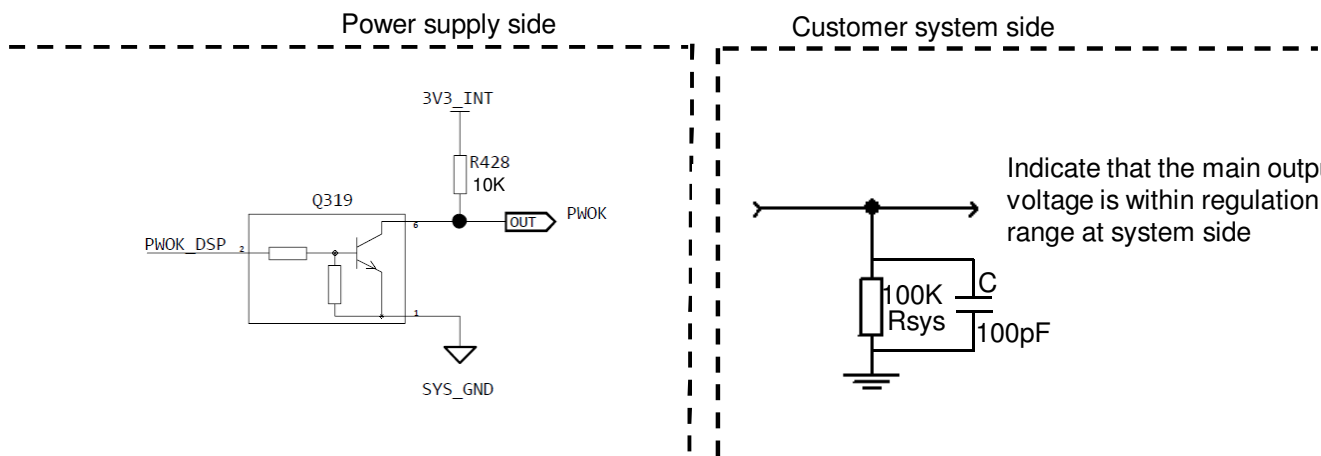 Power supply side
Customer system side
3V3_INT
R428
10K
Q319
6
OUT
PWOK
PWOK_DSP
2
1
SYS_GND
Indicate that the main outpu
voltage is within regulation
range at system side
100K
Rsys
C
100pF